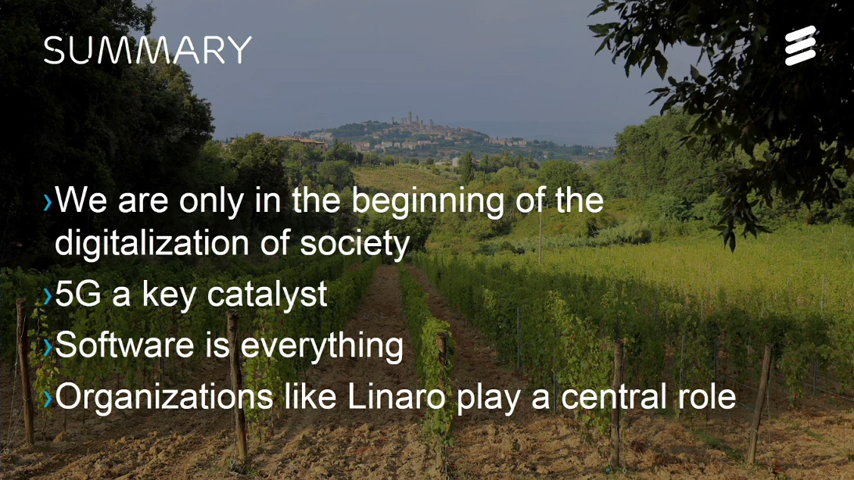 SUMMARY
›We are only in the beginning of the
digitalization of society
›5G a key catalyst
›Software is everything
›Organizations like Linaro play a central role